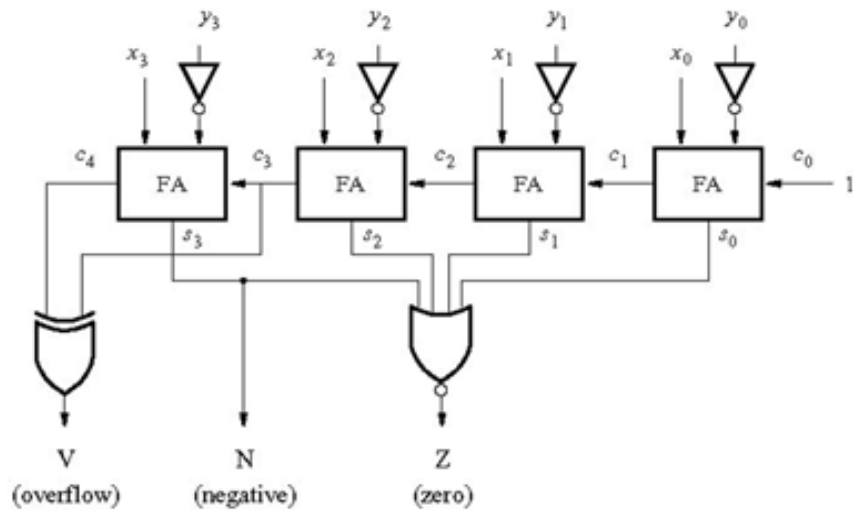 y₃ y₂ y₁ y₀
x₃ x₂ x₁ x₀
c₄ FA c₃ FA c₂ FA c₁ FA c₀ 1
s₃ s₂ s₁ s₀
V N Z
(overflow) (negative) (zero)